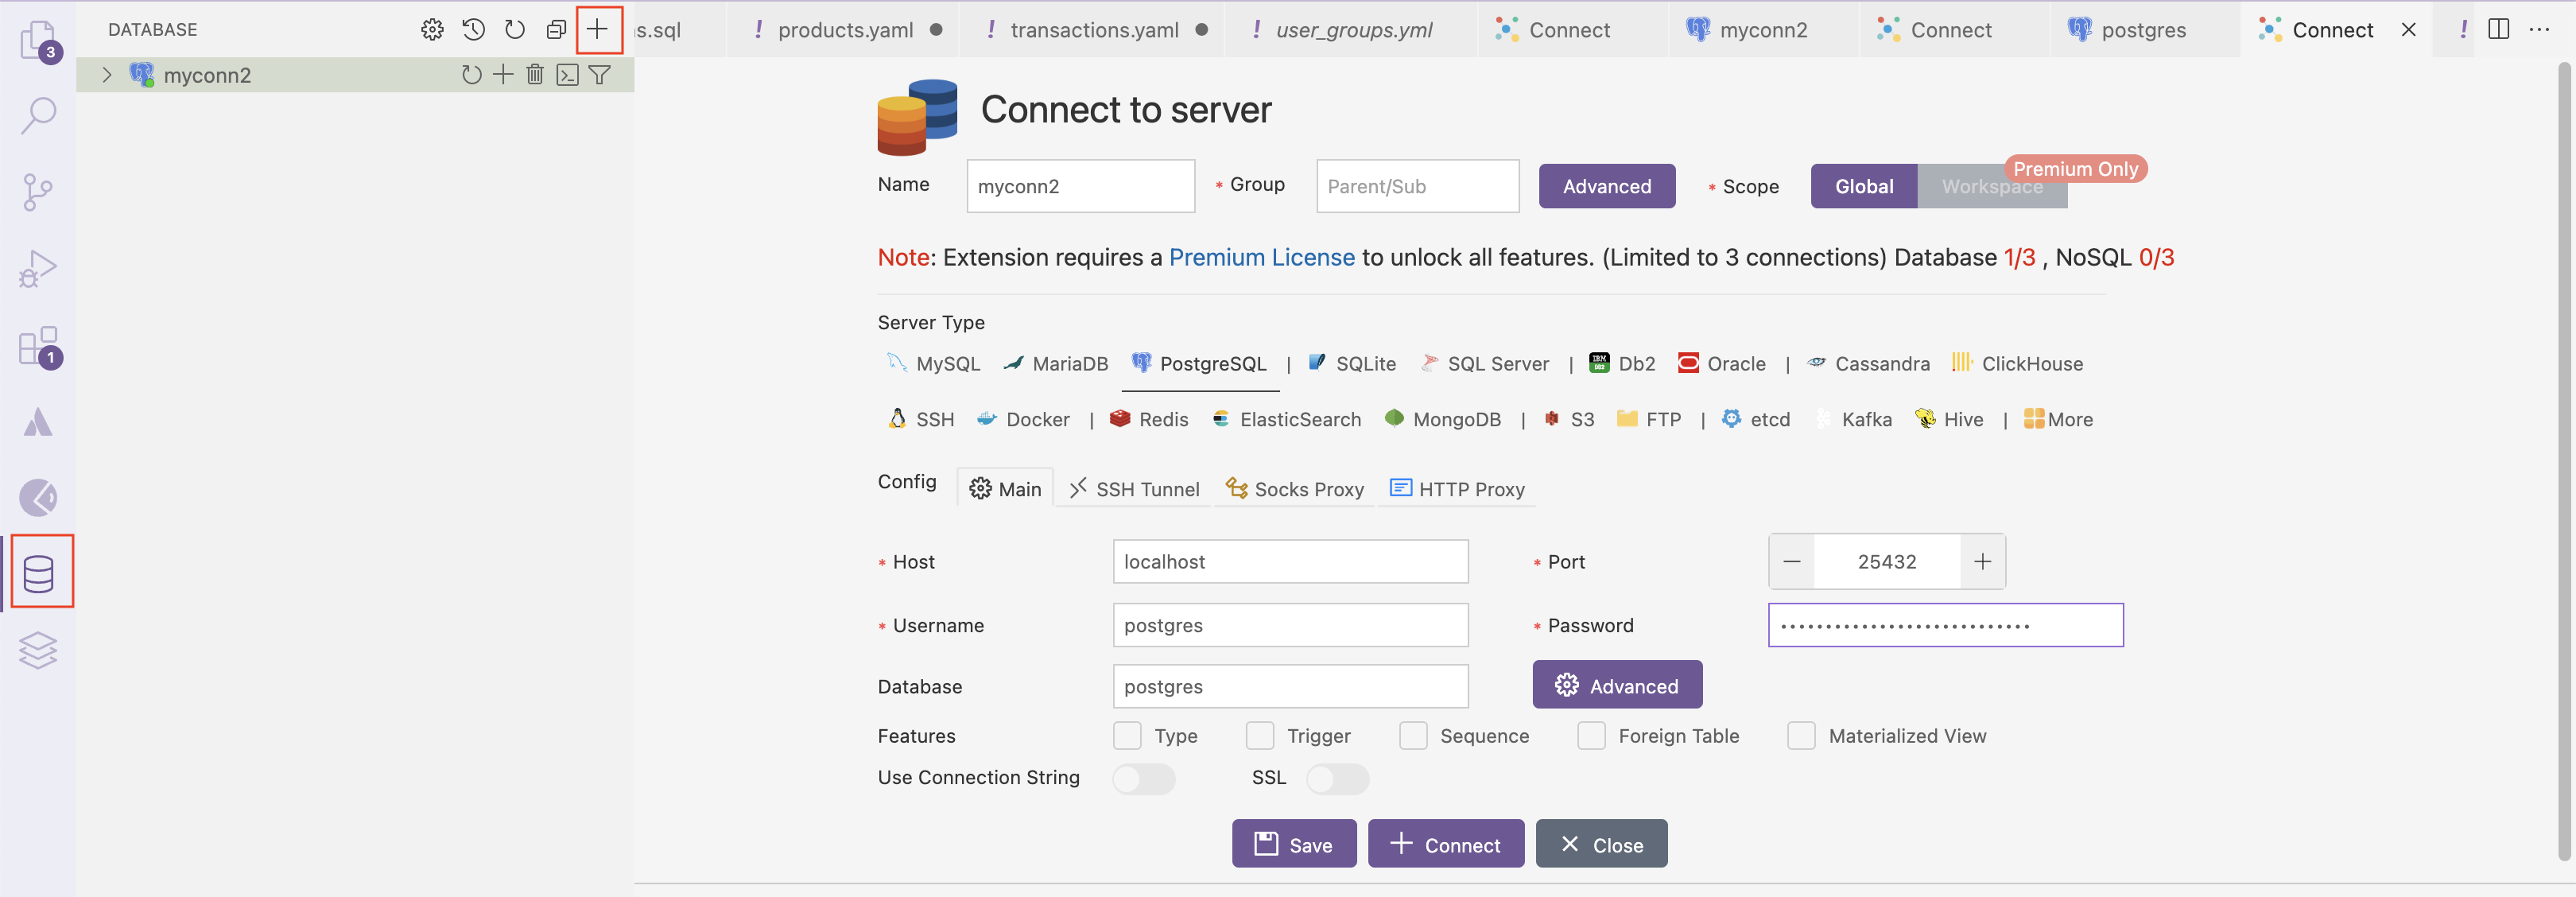 DATABASE
s.sql
! products.yaml
! transactions.yaml
! user_groups.yml
Connect
myconn2
Connect
postgres
Connect
!
3
myconn2
Connect to server
Name
myconn2
* Group
Parent/Sub
Advanced
* Scope
Global
Workspace
Premium Only
Note: Extension requires a Premium License to unlock all features. (Limited to 3 connections) Database 1/3 , NoSQL 0/3
Server Type
MySQL MariaDB PostgreSQL | SQLite SQL Server | Db2 Oracle | Cassandra ClickHouse
1
SSH Docker | Redis ElasticSearch MongoDB | S3 FTP | etcd Kafka Hive | More
Config
Main
SSH Tunnel
Socks Proxy
HTTP Proxy
* Host
localhost
* Port
25432
* Username
postgres
* Password
Database
postgres
Advanced
Features
Type
Trigger
Sequence
Foreign Table
Materialized View
Use Connection String
SSL
Save
Connect
Close